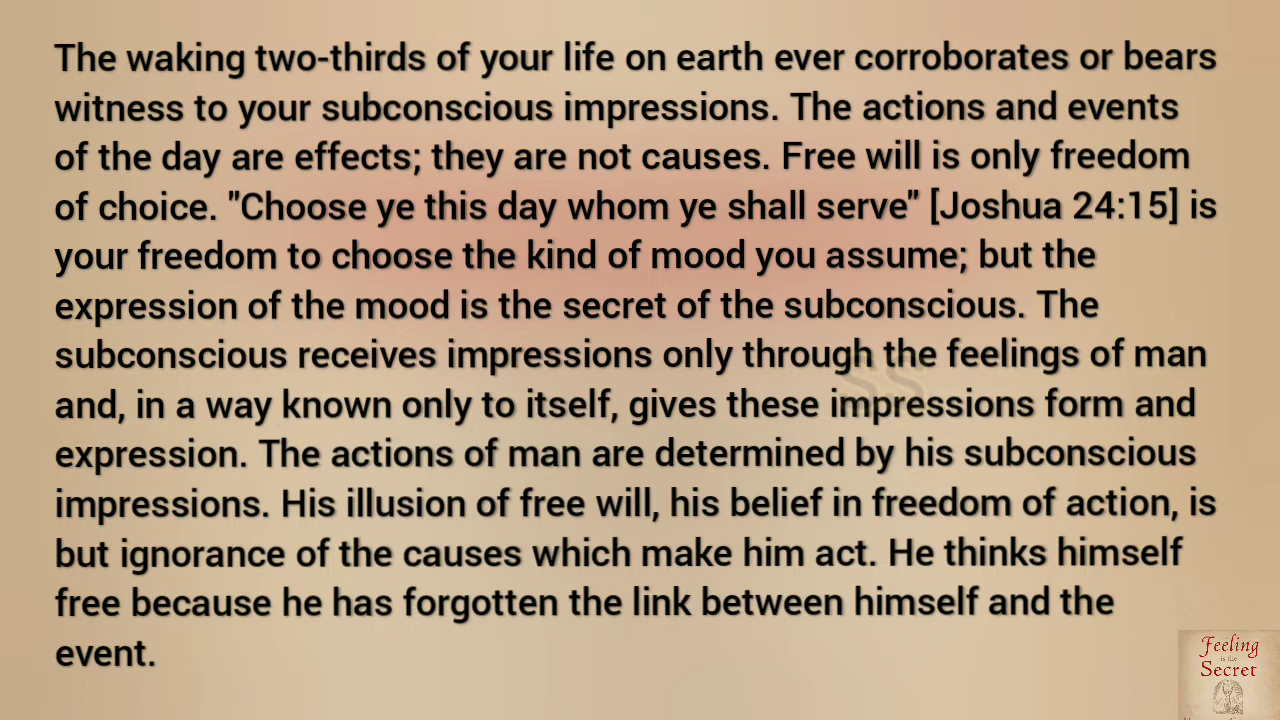 The waking two-thirds of your life on earth ever corroborates or bears
witness to your subconscious impressions. The actions and events
of the day are effects; they are not causes. Free will is only freedom
of choice. "Choose ye this day whom ye shall serve" [Joshua 24:15] is
your freedom to choose the kind of mood you assume; but the
expression of the mood is the secret of the subconscious. The
subconscious receives impressions only through the feelings of man
and, in a way known only to itself, gives these impressions form and
expression. The actions of man are determined by his subconscious
impressions. His illusion of free will, his belief in freedom of action, is
but ignorance of the causes which make him act. He thinks himself
free because he has forgotten the link between himself and the
event.
SS
Feeling
is the
Secret